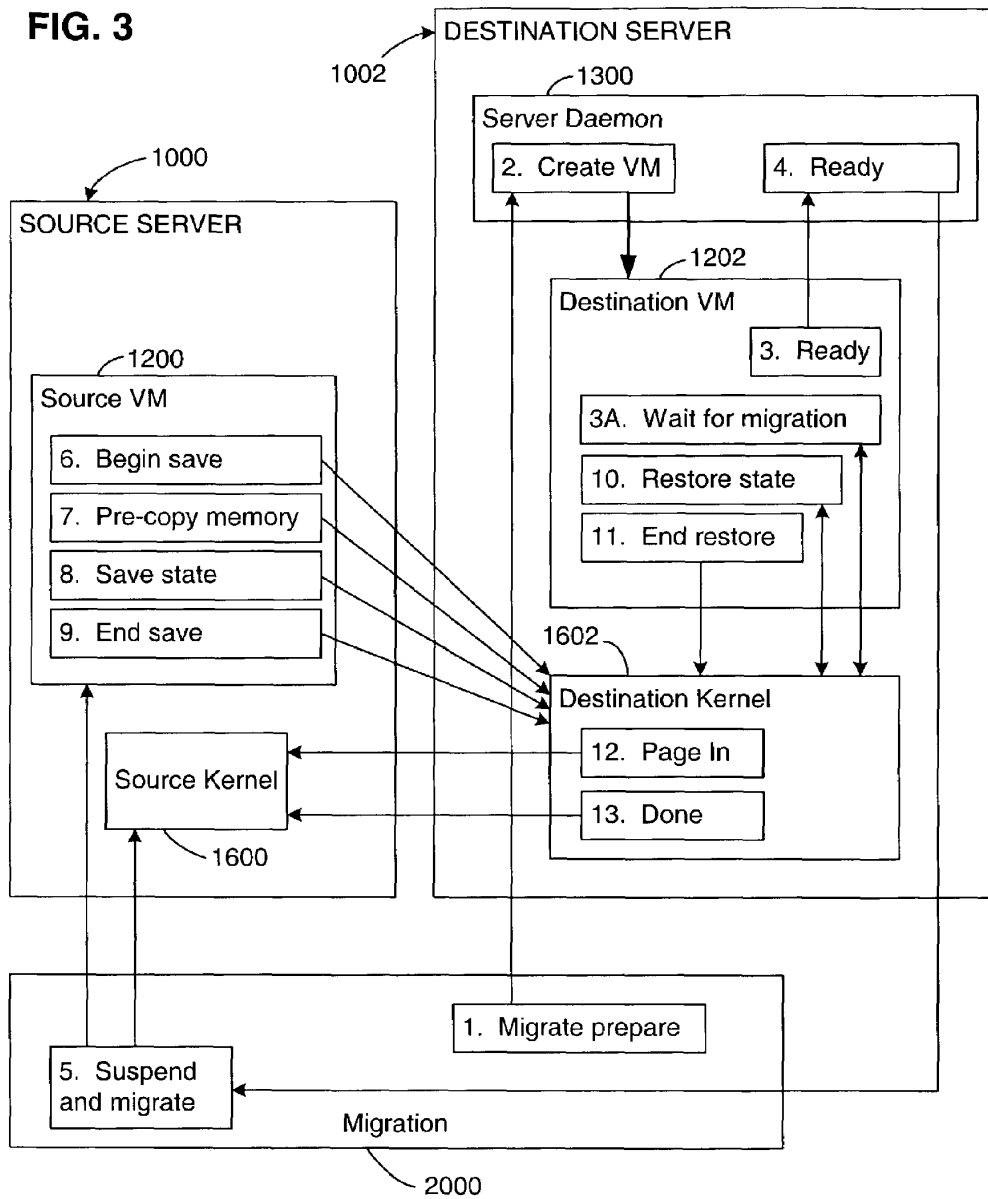 FIG. 3
DESTINATION SERVER
1002
1300
Server Daemon
2. Create VM
4. Ready
1000
SOURCE SERVER
1202
Destination VM
3. Ready
1200
Source VM
3A. Wait for migration
6. Begin save
10. Restore state
7. Pre-copy memory
11. End restore
8. Save state
9. End save
1602
Destination Kernel
12. Page In
Source Kernel
13. Done
1600
1. Migrate prepare
5. Suspend
and migrate
Migration
2000